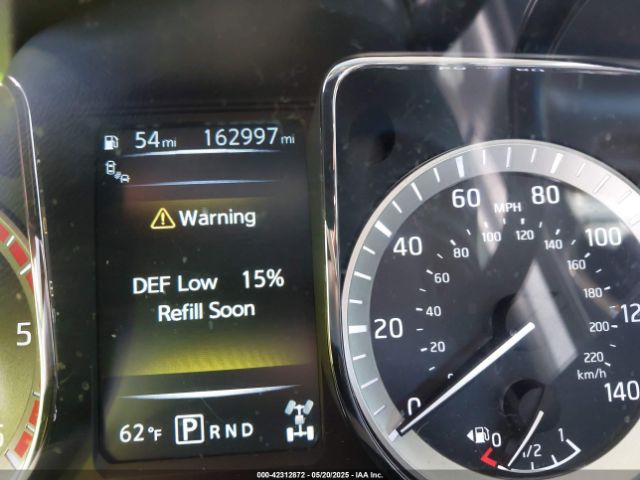 54 mi 162997 mi
Warning
DEF Low 15%
Refill Soon
62°F P R N D
5
0 20 40 60 80 100
140
MPH
20 40 60 80 100 120 140 160 180 200 220
km/h
0 1/2 1
000-42312672 — 05/20/2025 — IAA Inc.